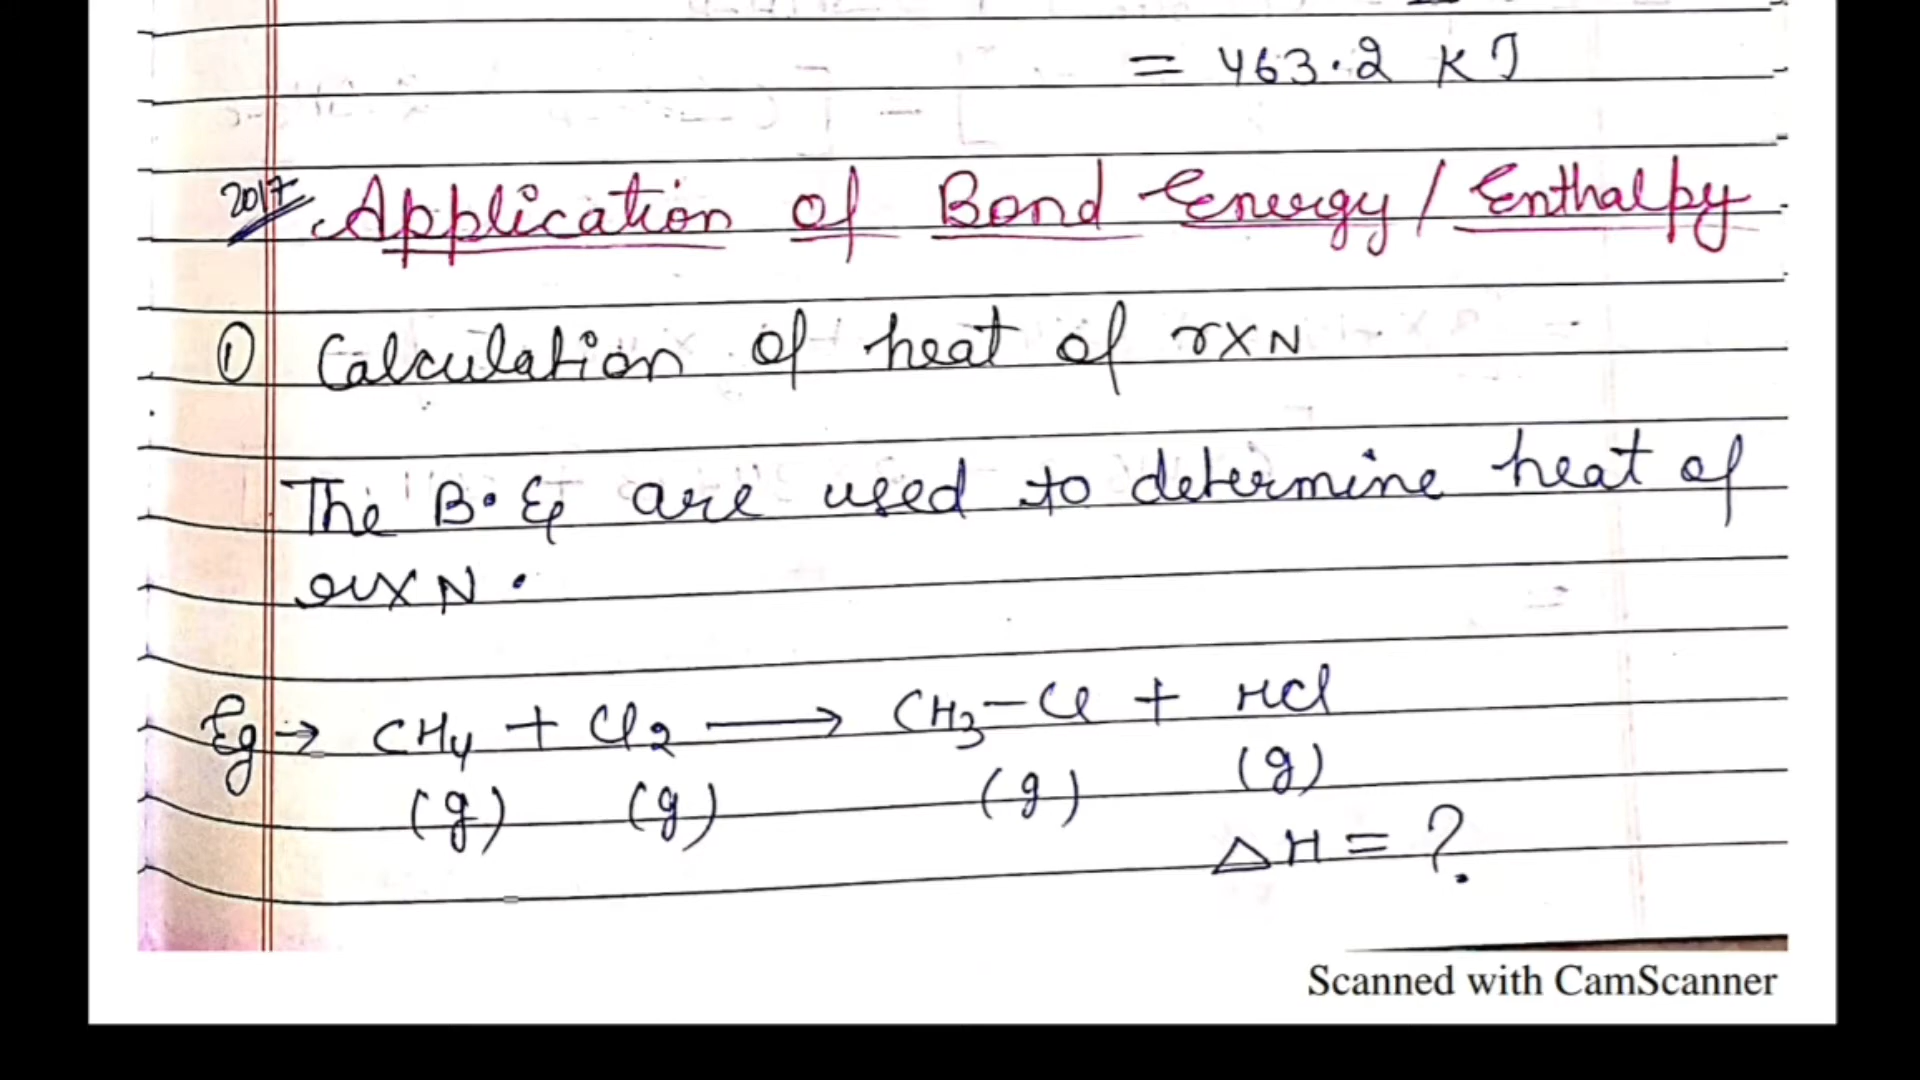 = 463.2 KJ
2017 Application of Bond Energy / Enthalpy
① Calculation of heat of rXN
The B.E are used to determine heat of
rXN.
Eg → CH4 + Cl2 ⟶ CH3-Cl + HCl
(g) (g) (g) (g)
ΔH = ?
Scanned with CamScanner